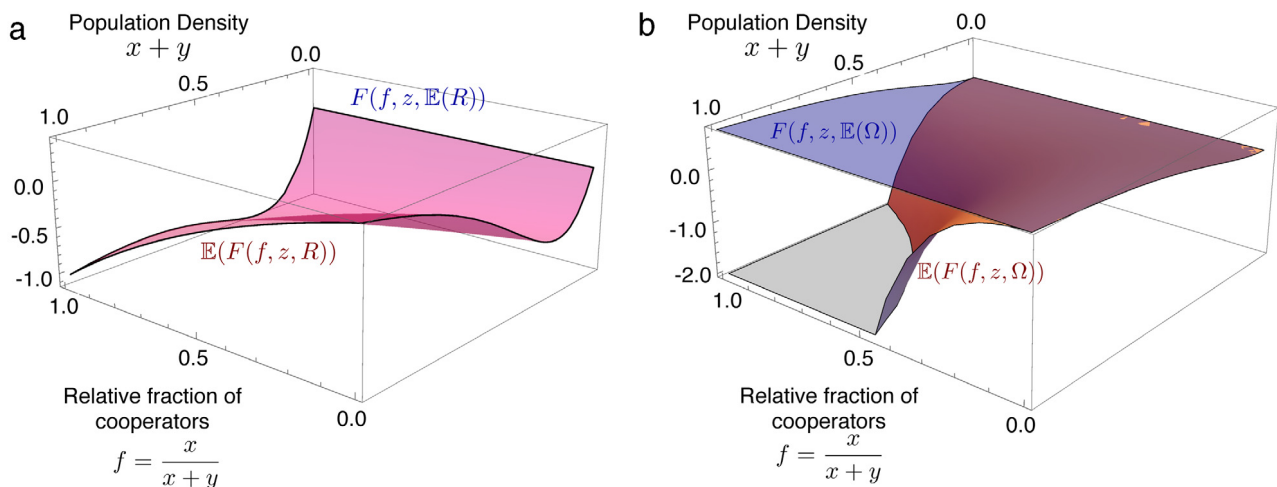 a
Population Density
x + y
0.0
0.5
1.0
F(f, z, 𝔼(R))
0.0
-0.5
-1.0
𝔼(F(f, z, R))
1.0
0.5
0.0
Relative fraction of
cooperators
f = x / (x + y)
b
Population Density
x + y
0.0
0.5
1.0
F(f, z, 𝔼(Ω))
0.0
-1.0
-2.0
𝔼(F(f, z, Ω))
1.0
0.5
0.0
Relative fraction of
cooperators
f = x / (x + y)